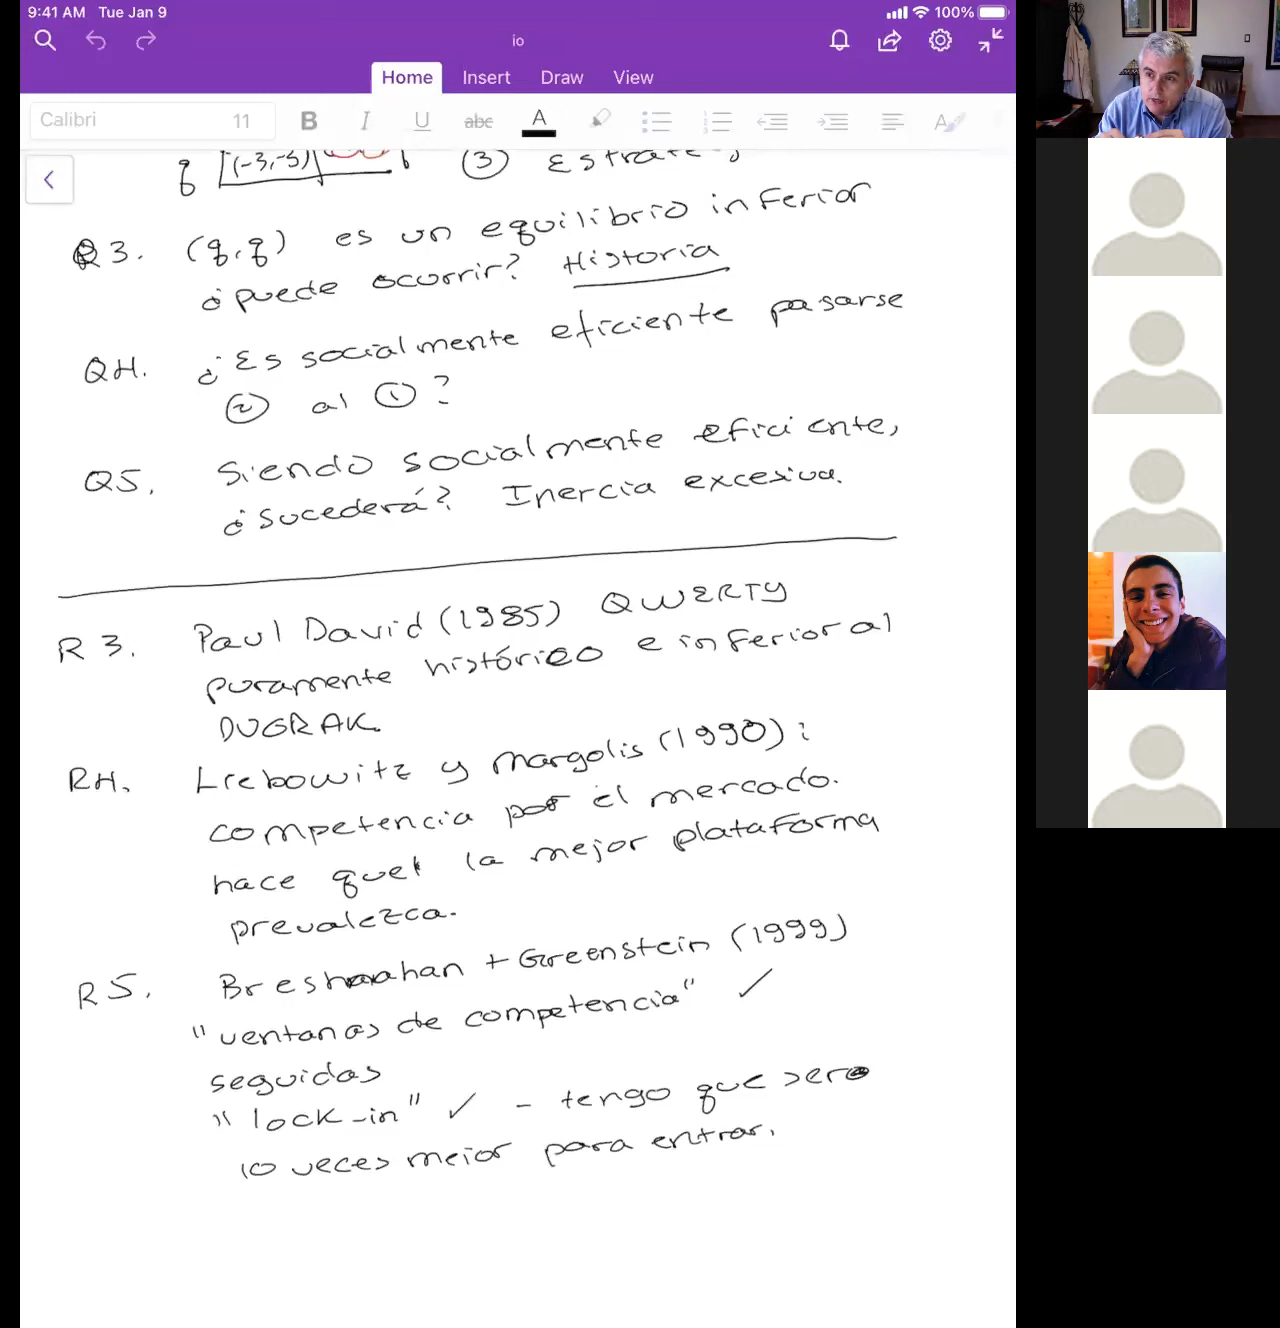 9:41 AM Tue Jan 9
100%
io
Home Insert Draw View
Calibri 11 B I U abc A A
q (-3,-5) ③
Q3. (q,q) es un equilibrio inferior
¿puede ocurrir? Historia
Q4. ¿Es socialmente eficiente pasarse
② al ① ?
Q5. Siendo socialmente eficiente,
¿sucederá? Inercia excesiva.
R3. Paul David (1985) QWERTY
puramente histórico e inferior al
DVORAK.
R4. Liebowitz y Margolis (1990):
competencia por el mercado.
hace que la mejor plataforma
prevalezca.
R5. Bresnahan + Greenstein (1999)
"ventanas de competencia" ✓
seguidas
"lock-in" ✓ - tengo que ser
10 veces mejor para entrar.